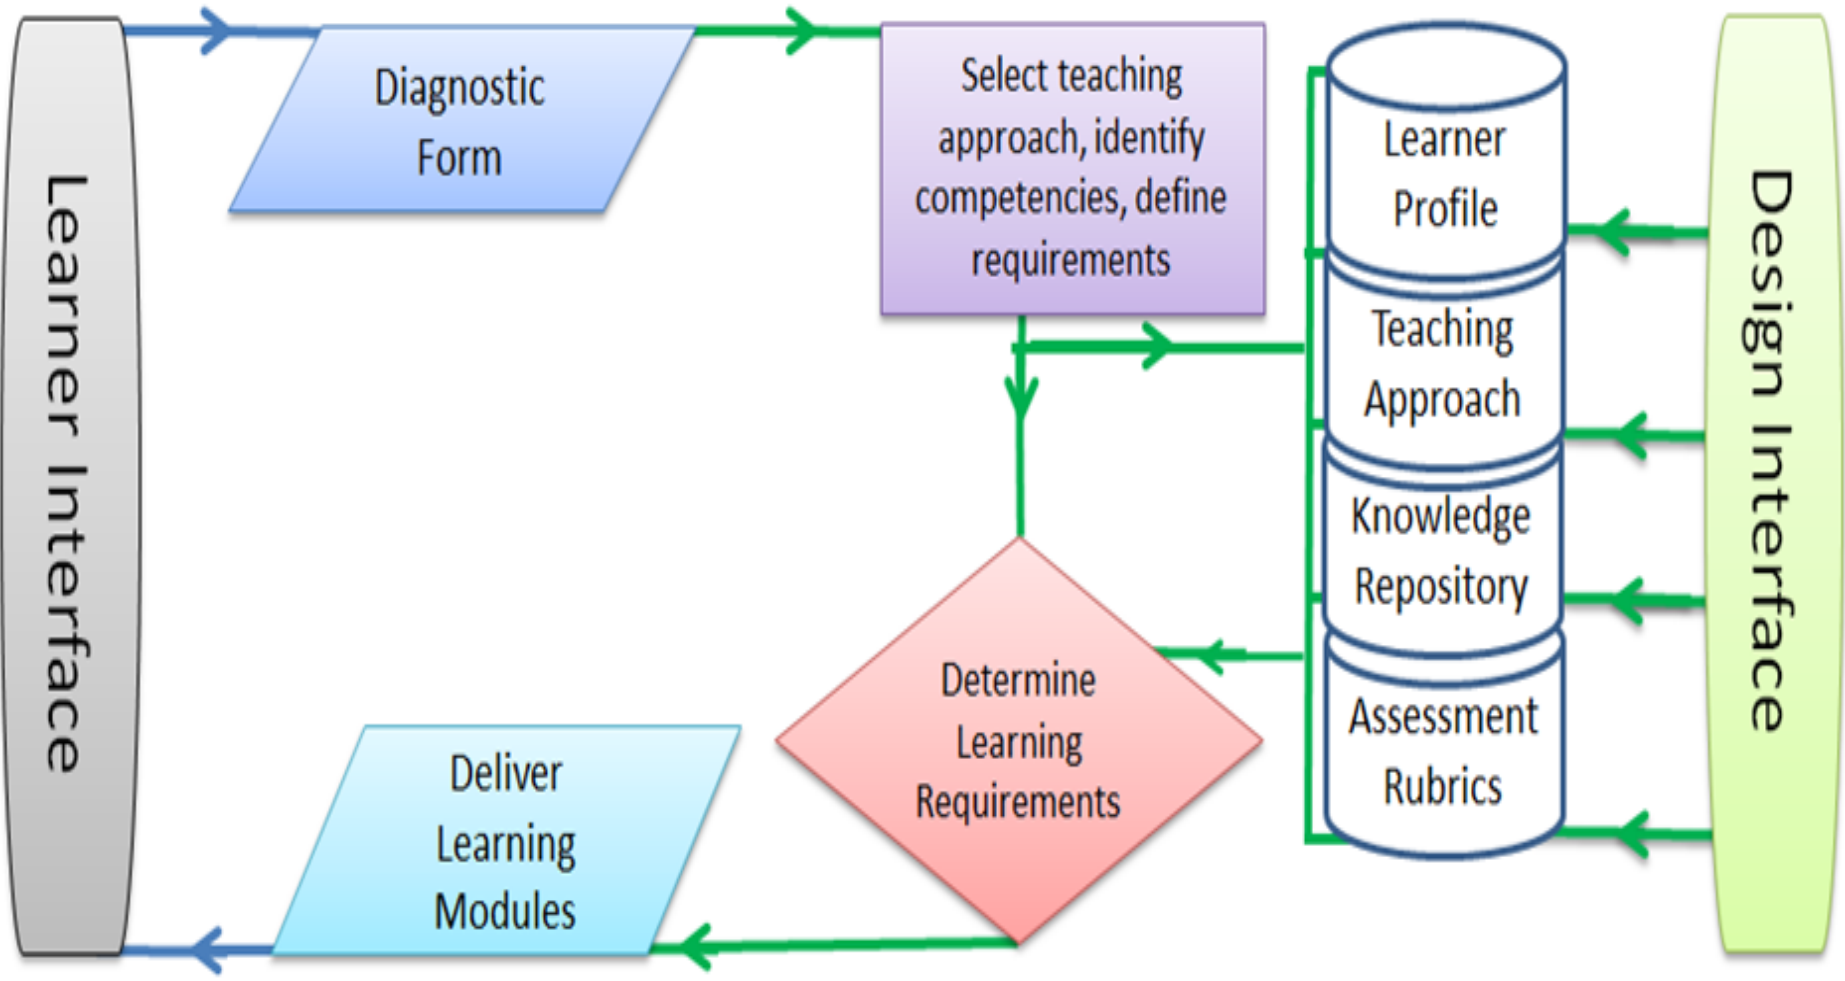 Learner Interface
Diagnostic
Form
Select teaching
approach, identify
competencies, define
requirements
Learner
Profile
Teaching
Approach
Knowledge
Repository
Assessment
Rubrics
Design Interface
Determine
Learning
Requirements
Deliver
Learning
Modules